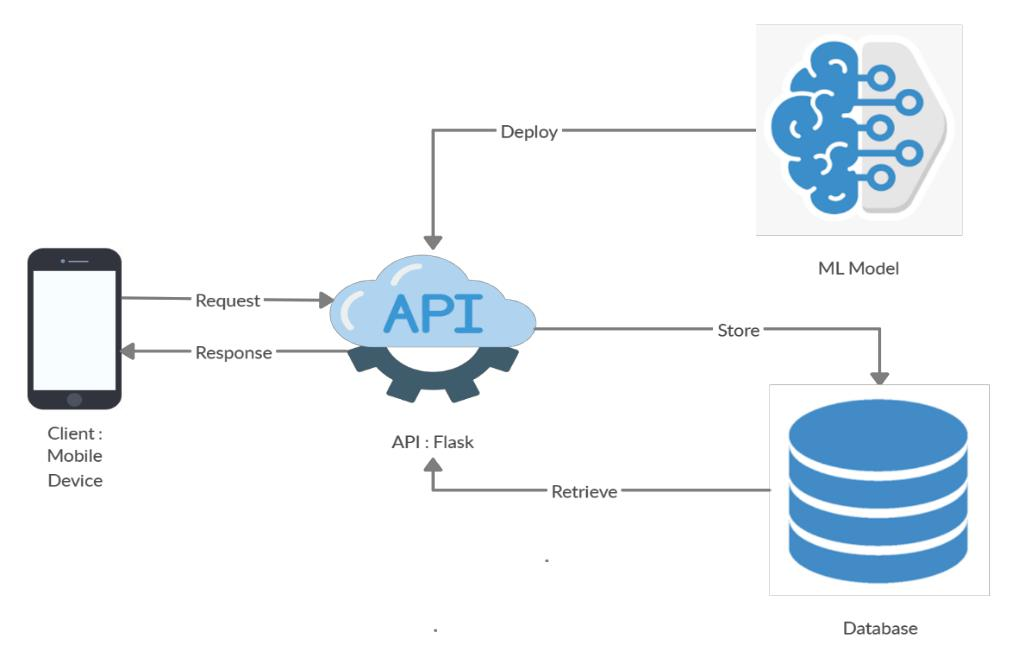 Deploy
ML Model
Request
API
Store
Response
Client :
Mobile
Device
API : Flask
Retrieve
Database